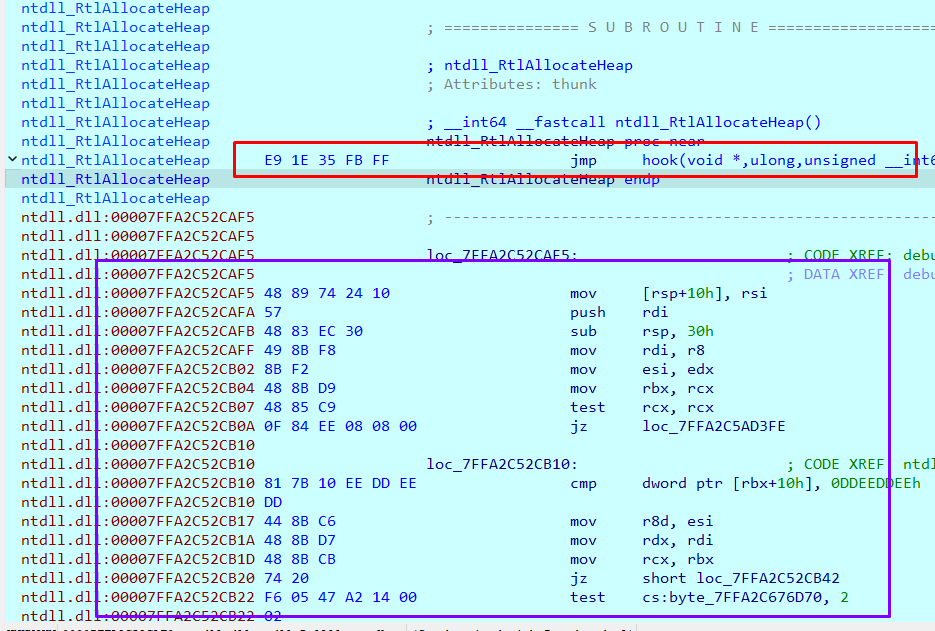 ntdll_RtlAllocateHeap
ntdll_RtlAllocateHeap ; =============== S U B R O U T I N E ===================
ntdll_RtlAllocateHeap
ntdll_RtlAllocateHeap ; ntdll_RtlAllocateHeap
ntdll_RtlAllocateHeap ; Attributes: thunk
ntdll_RtlAllocateHeap
ntdll_RtlAllocateHeap ; __int64 __fastcall ntdll_RtlAllocateHeap()
ntdll_RtlAllocateHeap ntdll_RtlAllocateHeap proc near
ntdll_RtlAllocateHeap E9 1E 35 FB FF jmp hook(void *,ulong,unsigned __int6
ntdll_RtlAllocateHeap ntdll_RtlAllocateHeap endp
ntdll_RtlAllocateHeap
ntdll.dll:00007FFA2C52CAF5 ; ---------------------------------------------------------
ntdll.dll:00007FFA2C52CAF5
ntdll.dll:00007FFA2C52CAF5 loc_7FFA2C52CAF5: ; CODE XREF: debu
ntdll.dll:00007FFA2C52CAF5 ; DATA XREF debu
ntdll.dll:00007FFA2C52CAF5 48 89 74 24 10 mov [rsp+10h], rsi
ntdll.dll:00007FFA2C52CAFA 57 push rdi
ntdll.dll:00007FFA2C52CAFB 48 83 EC 30 sub rsp, 30h
ntdll.dll:00007FFA2C52CAFF 49 8B F8 mov rdi, r8
ntdll.dll:00007FFA2C52CB02 8B F2 mov esi, edx
ntdll.dll:00007FFA2C52CB04 48 8B D9 mov rbx, rcx
ntdll.dll:00007FFA2C52CB07 48 85 C9 test rcx, rcx
ntdll.dll:00007FFA2C52CB0A 0F 84 EE 08 08 00 jz loc_7FFA2C5AD3FE
ntdll.dll:00007FFA2C52CB10
ntdll.dll:00007FFA2C52CB10 loc_7FFA2C52CB10: ; CODE XREF ntdl
ntdll.dll:00007FFA2C52CB10 81 7B 10 EE DD EE cmp dword ptr [rbx+10h], 0DDEEDDEEh
ntdll.dll:00007FFA2C52CB10 DD
ntdll.dll:00007FFA2C52CB17 44 8B C6 mov r8d, esi
ntdll.dll:00007FFA2C52CB1A 48 8B D7 mov rdx, rdi
ntdll.dll:00007FFA2C52CB1D 48 8B CB mov rcx, rbx
ntdll.dll:00007FFA2C52CB20 74 20 jz short loc_7FFA2C52CB42
ntdll.dll:00007FFA2C52CB22 F6 05 47 A2 14 00 test cs:byte_7FFA2C676D70, 2
ntdll.dll:00007FFA2C52CB22 02